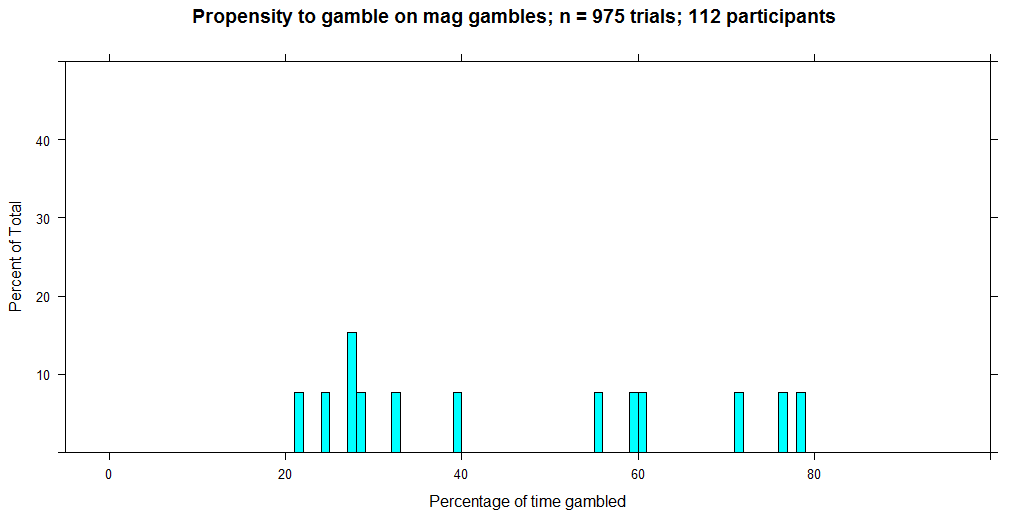 Propensity to gamble on mag gambles; n = 975 trials; 112 participants
40
30
20
10
Percent of Total
0 20 40 60 80
Percentage of time gambled